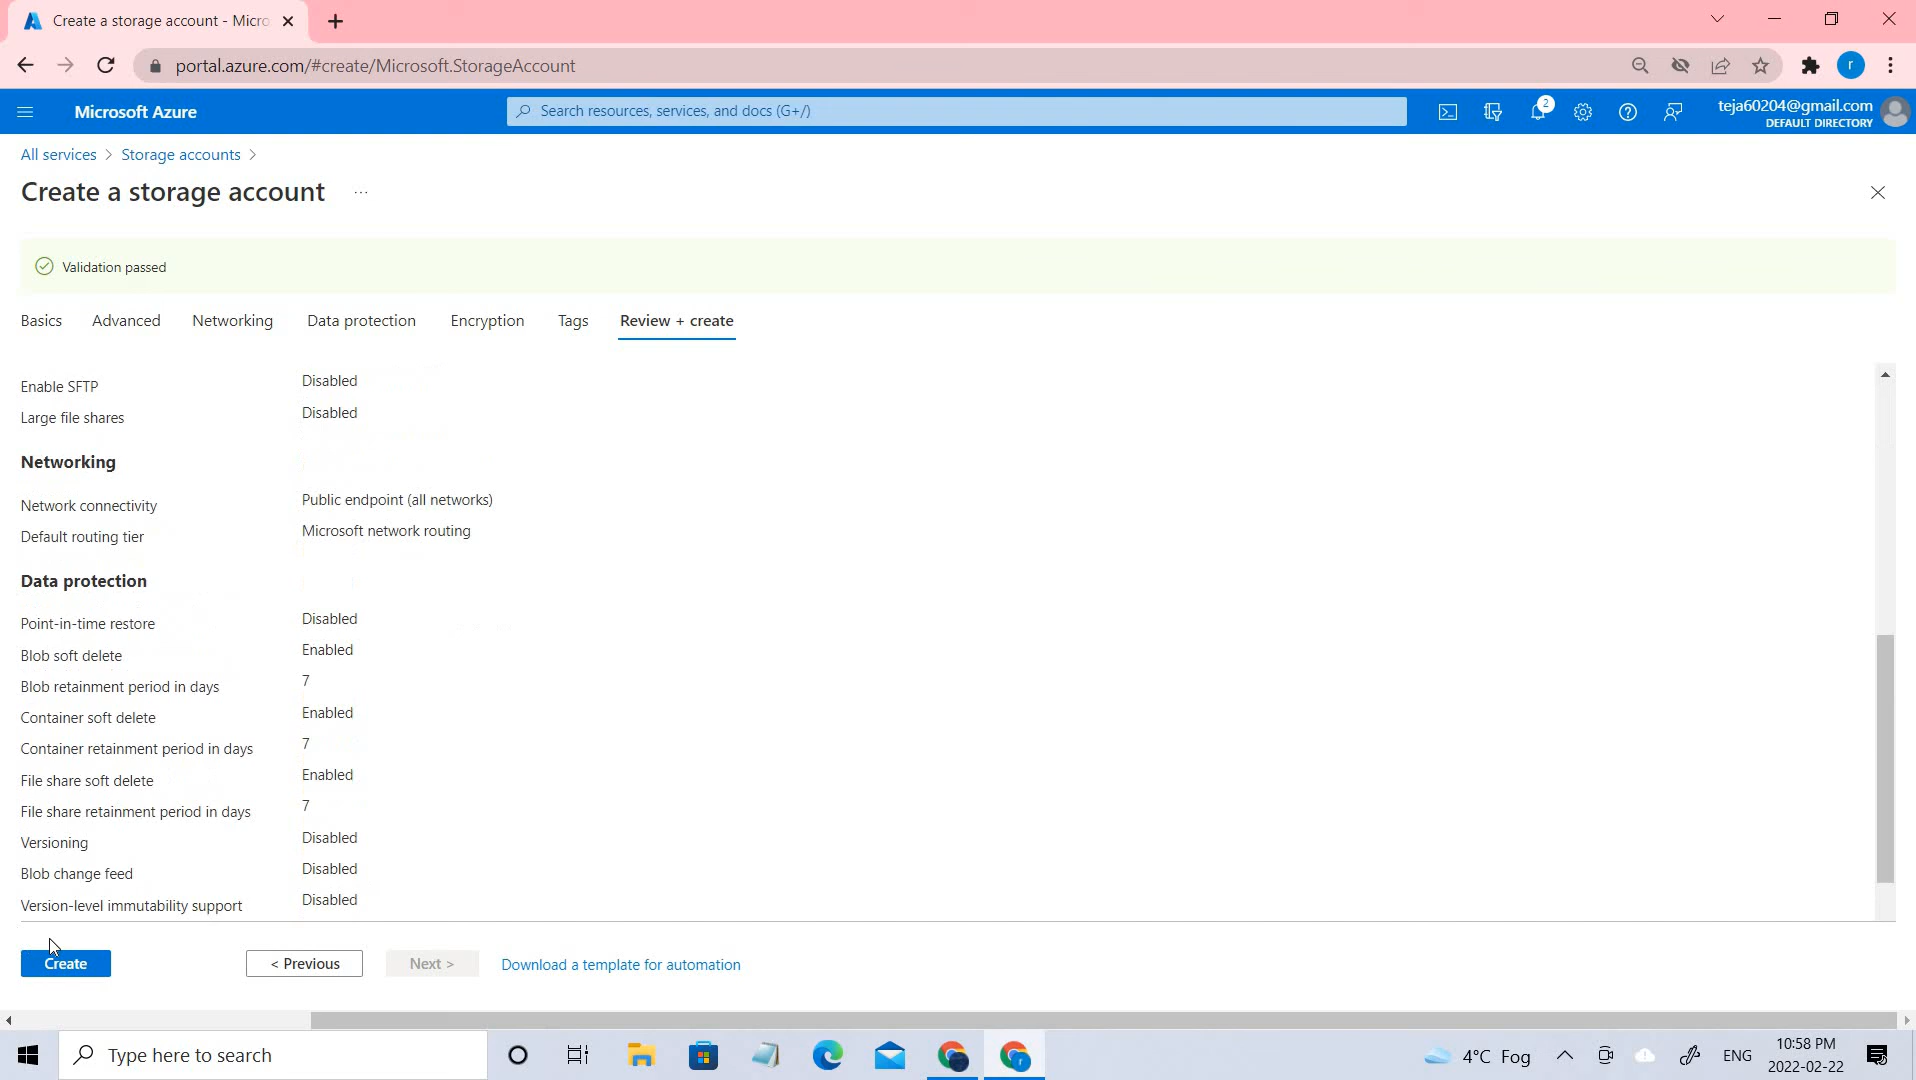 Create a storage account - Micro
portal.azure.com/#create/Microsoft.StorageAccount
r
Microsoft Azure
Search resources, services, and docs (G+/)
2
teja60204@gmail.com
DEFAULT DIRECTORY
All services > Storage accounts >
Create a storage account ...
Validation passed
Basics Advanced Networking Data protection Encryption Tags Review + create
Enable SFTP Disabled
Large file shares Disabled
Networking
Network connectivity Public endpoint (all networks)
Default routing tier Microsoft network routing
Data protection
Point-in-time restore Disabled
Blob soft delete Enabled
Blob retainment period in days 7
Container soft delete Enabled
Container retainment period in days 7
File share soft delete Enabled
File share retainment period in days 7
Versioning Disabled
Blob change feed Disabled
Version-level immutability support Disabled
Create < Previous Next > Download a template for automation
Type here to search
4°C Fog
ENG
10:58 PM
2022-02-22